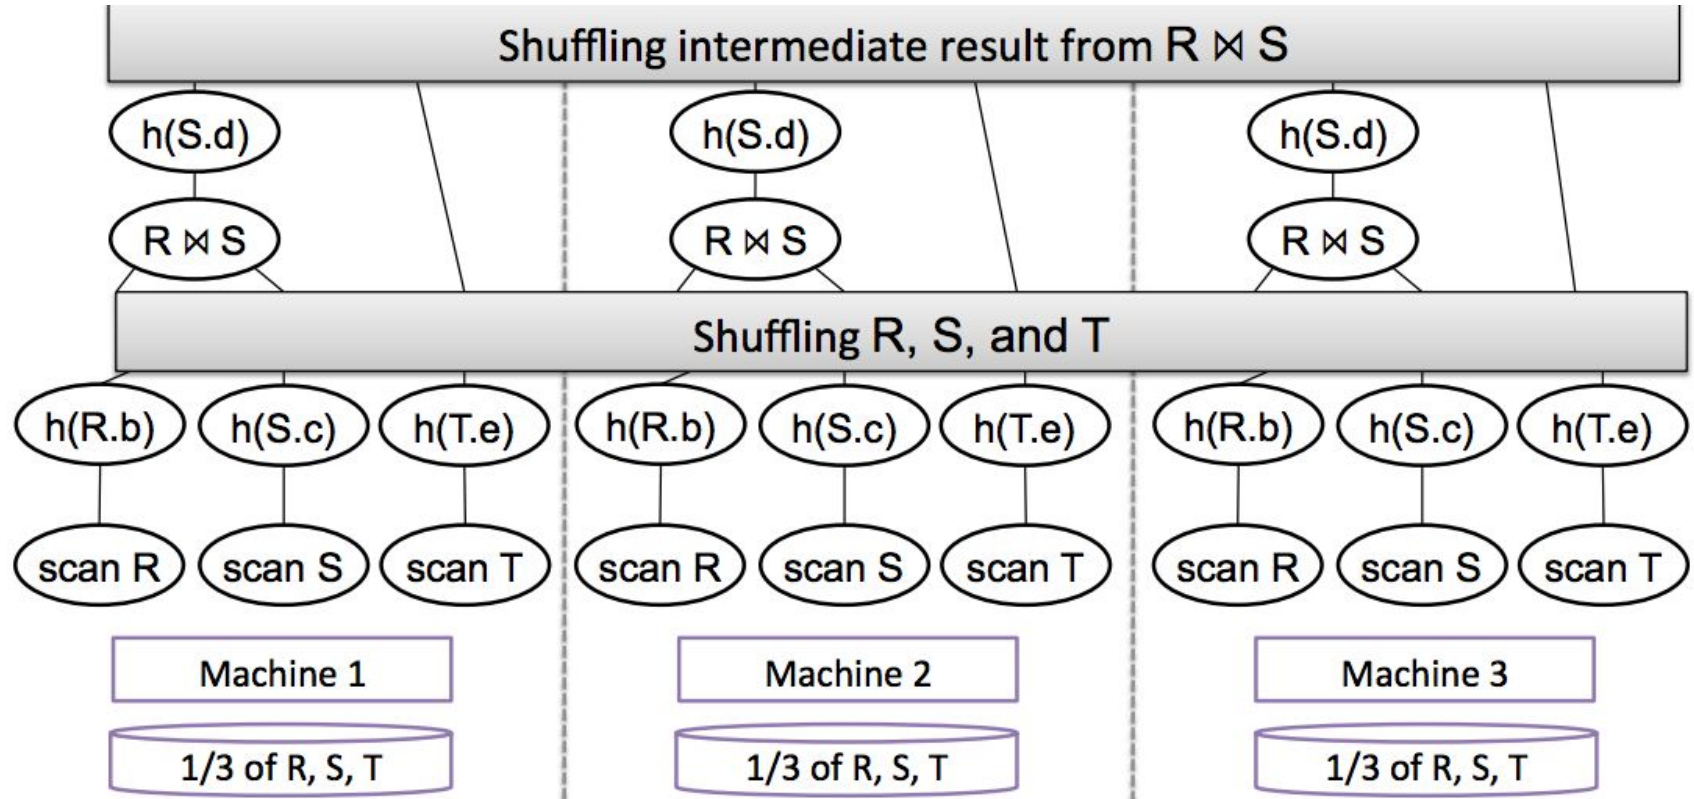 Shuffling intermediate result from R ⋈ S
h(S.d) h(S.d) h(S.d)
R ⋈ S R ⋈ S R ⋈ S
Shuffling R, S, and T
h(R.b) h(S.c) h(T.e) h(R.b) h(S.c) h(T.e) h(R.b) h(S.c) h(T.e)
scan R scan S scan T scan R scan S scan T scan R scan S scan T
Machine 1 Machine 2 Machine 3
1/3 of R, S, T 1/3 of R, S, T 1/3 of R, S, T